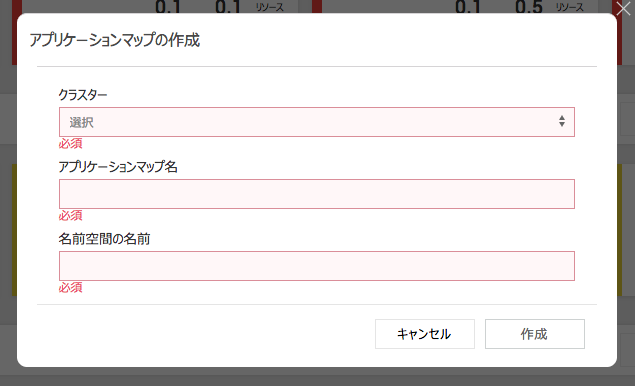 0.1 0.1 リソース 0.1 0.5 リソース
アプリケーションマップの作成
クラスター
選択
必須
アプリケーションマップ名
必須
名前空間の名前
必須
キャンセル 作成